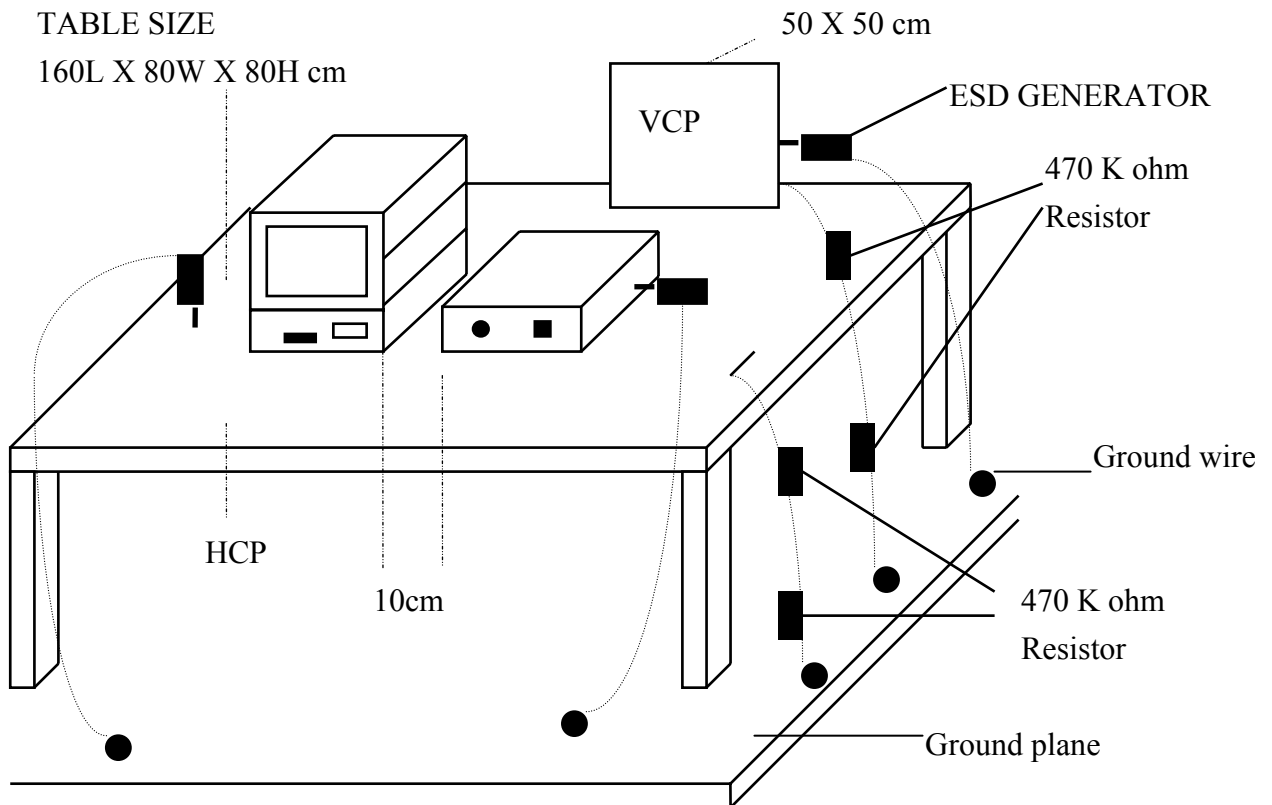 TABLE SIZE
160L X 80W X 80H cm
50 X 50 cm
VCP
ESD GENERATOR
470 K ohm
Resistor
Ground wire
HCP
10cm
470 K ohm
Resistor
Ground plane